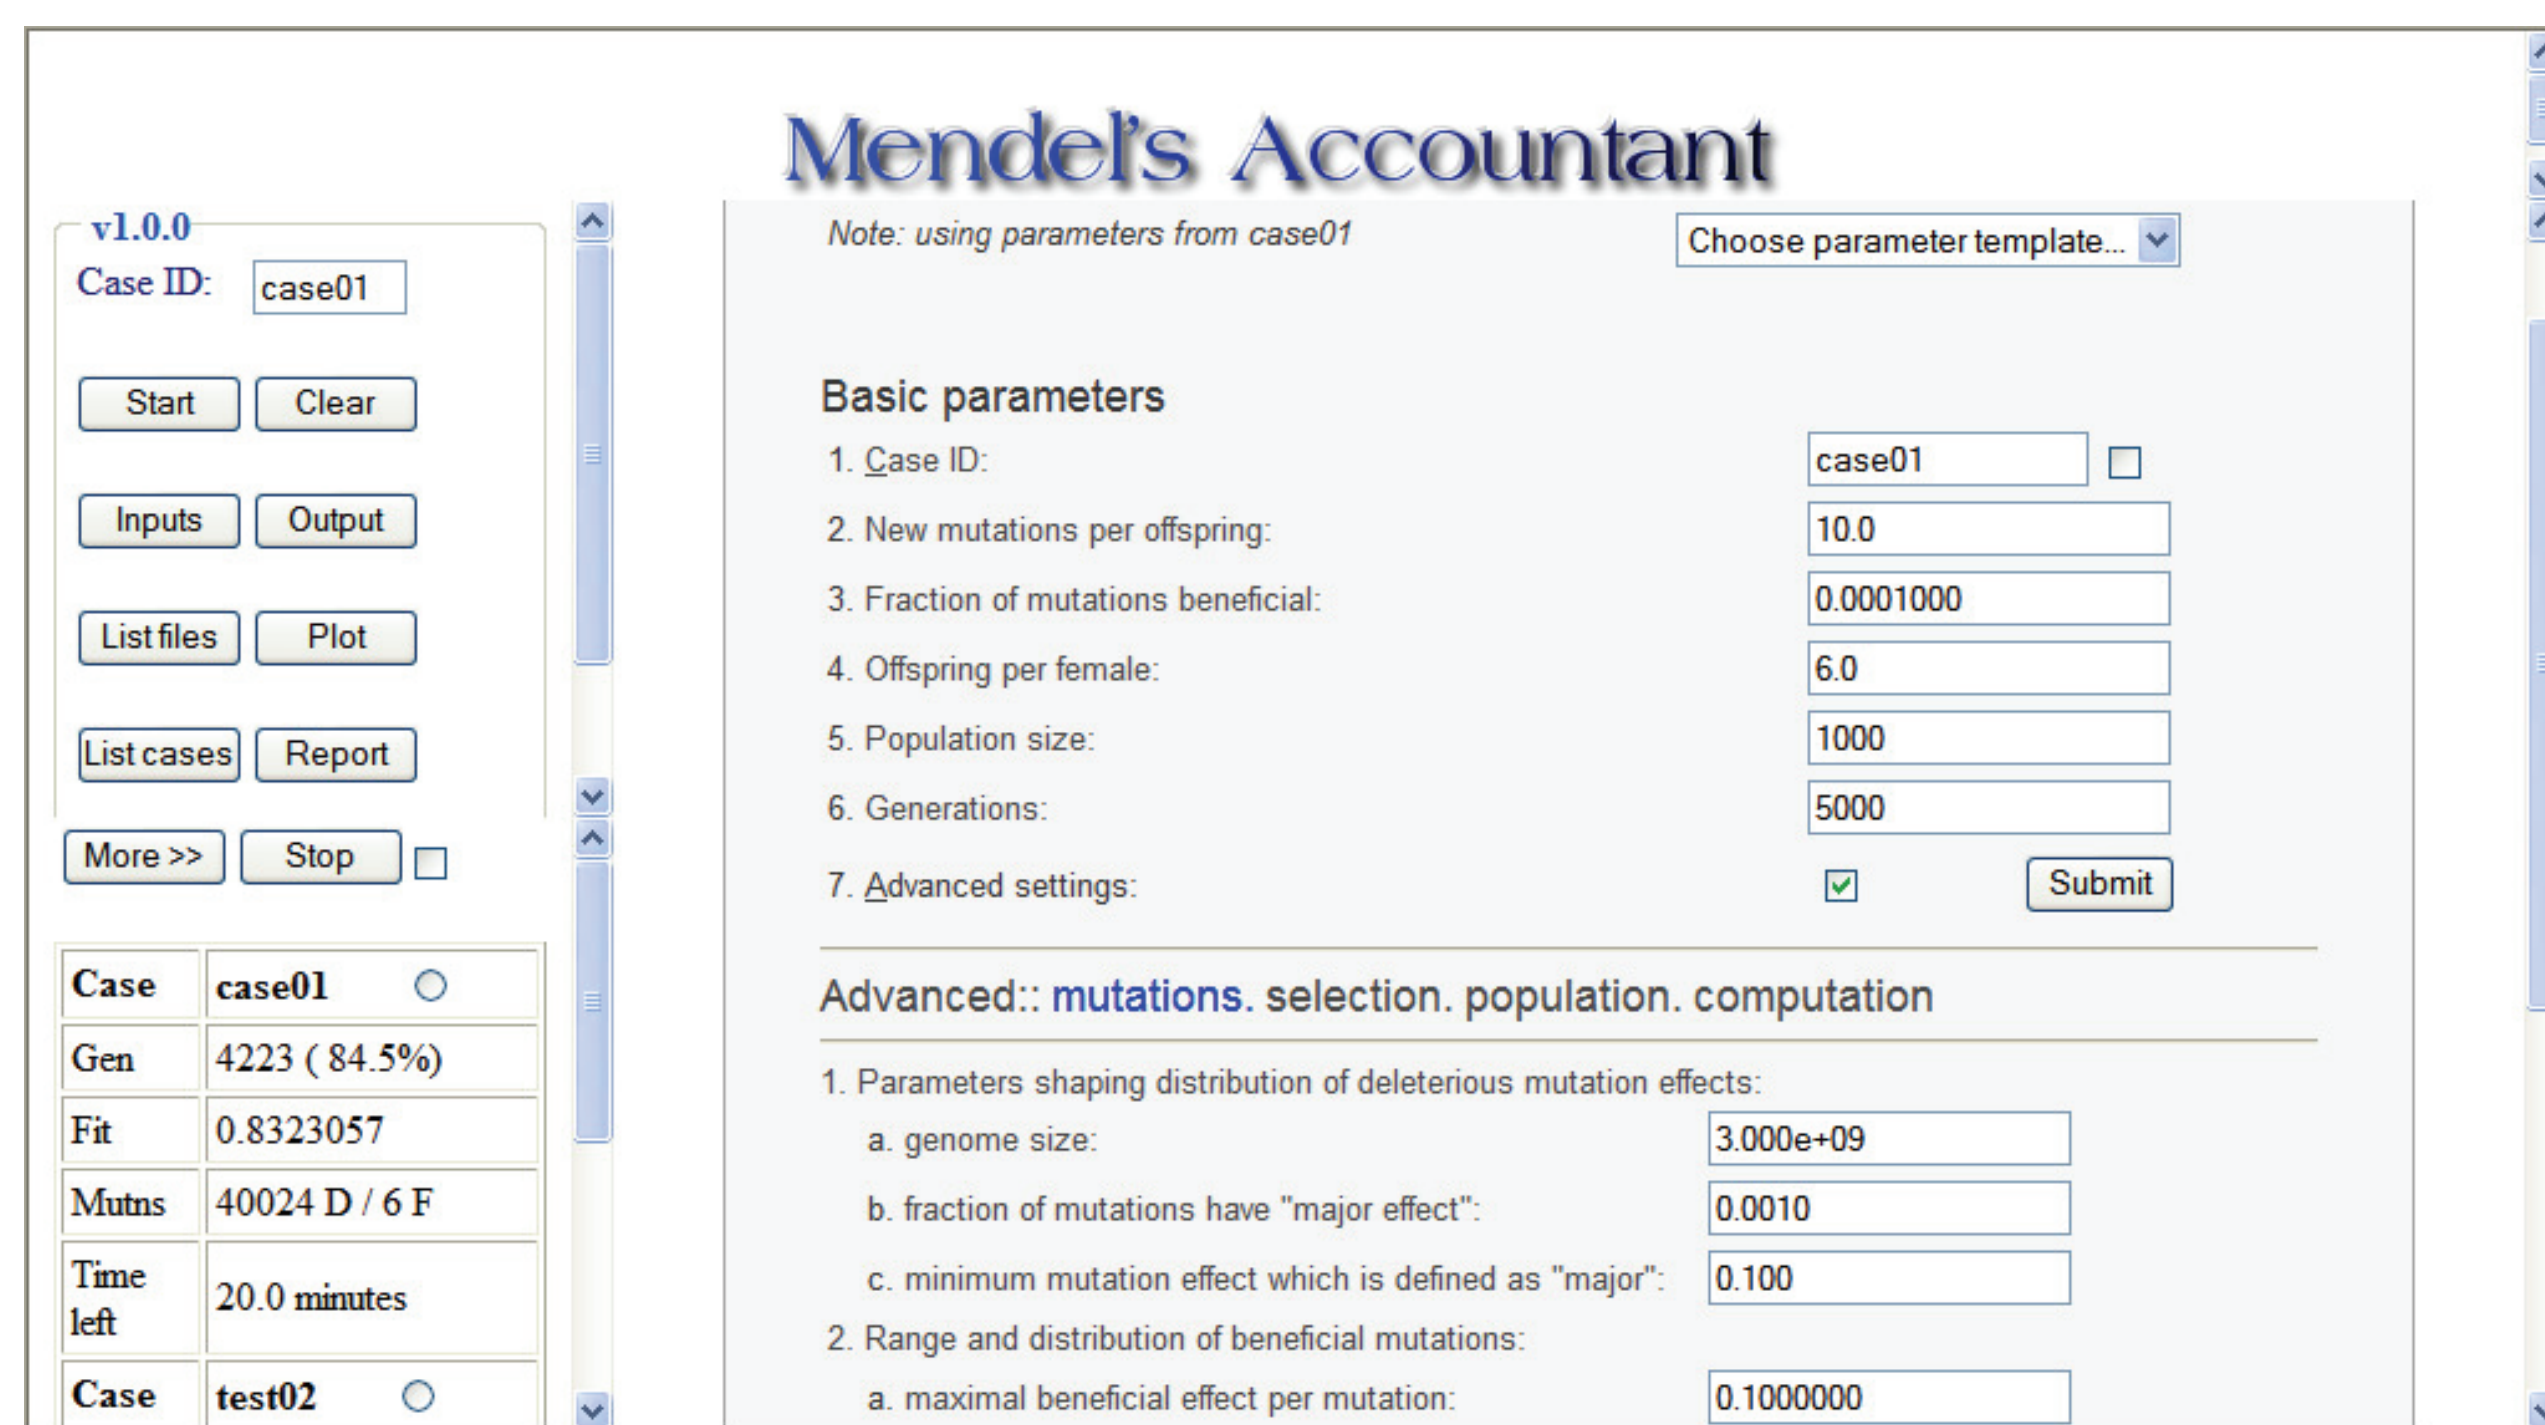 Mendel's Accountant
v1.0.0
Case ID: case01
Start Clear
Inputs Output
List files Plot
List cases Report
More >> Stop
Case case01
Gen 4223 ( 84.5%)
Fit 0.8323057
Mutns 40024 D / 6 F
Time left 20.0 minutes
Case test02
Note: using parameters from case01 Choose parameter template...
Basic parameters
1. Case ID: case01
2. New mutations per offspring: 10.0
3. Fraction of mutations beneficial: 0.0001000
4. Offspring per female: 6.0
5. Population size: 1000
6. Generations: 5000
7. Advanced settings: Submit
Advanced:: mutations. selection. population. computation
1. Parameters shaping distribution of deleterious mutation effects:
a. genome size: 3.000e+09
b. fraction of mutations have "major effect": 0.0010
c. minimum mutation effect which is defined as "major": 0.100
2. Range and distribution of beneficial mutations:
a. maximal beneficial effect per mutation: 0.1000000